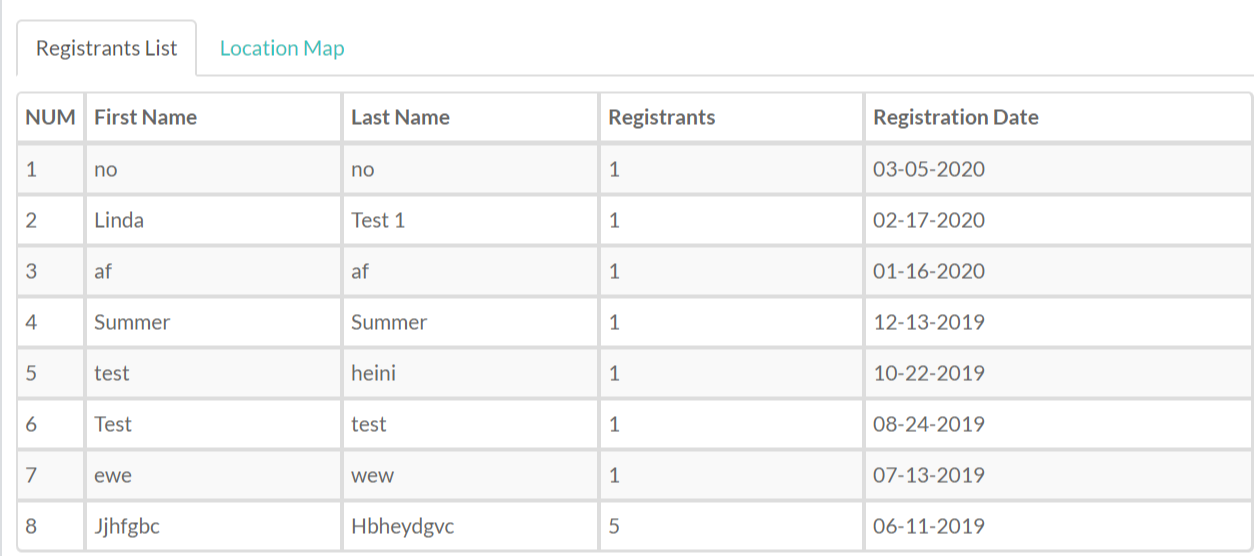 Registrants List Location Map
NUM First Name Last Name Registrants Registration Date
1 no no 1 03-05-2020
2 Linda Test 1 1 02-17-2020
3 af af 1 01-16-2020
4 Summer Summer 1 12-13-2019
5 test heini 1 10-22-2019
6 Test test 1 08-24-2019
7 ewe wew 1 07-13-2019
8 Jjhfgbc Hbheydgvc 5 06-11-2019